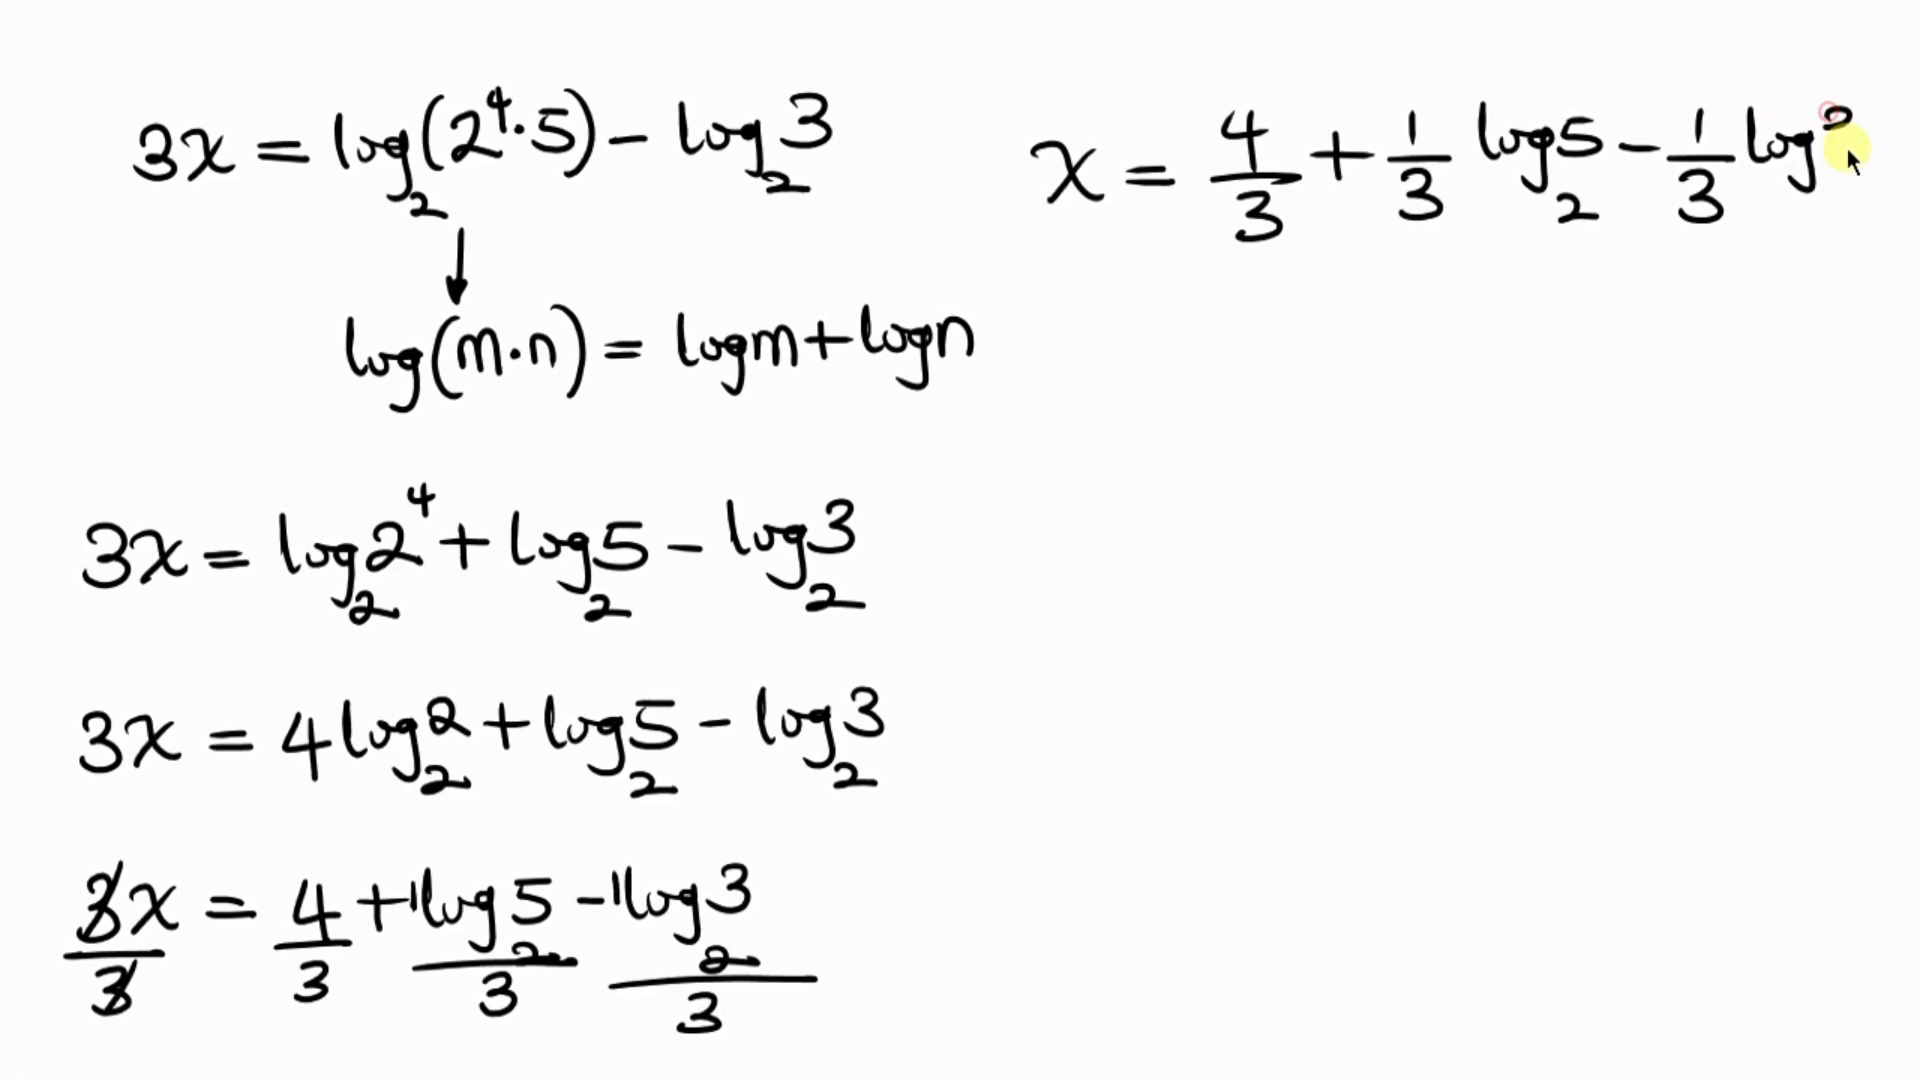 3x = log₂(2⁴·5) − log₂3
log(m·n) = logm + logn
3x = log₂2⁴ + log₂5 − log₂3
3x = 4log₂2 + log₂5 − log₂3
3x/3 = 4/3 + 1log₂5/3 − 1log₂3/3
x = 4/3 + 1/3 log₂5 − 1/3 log